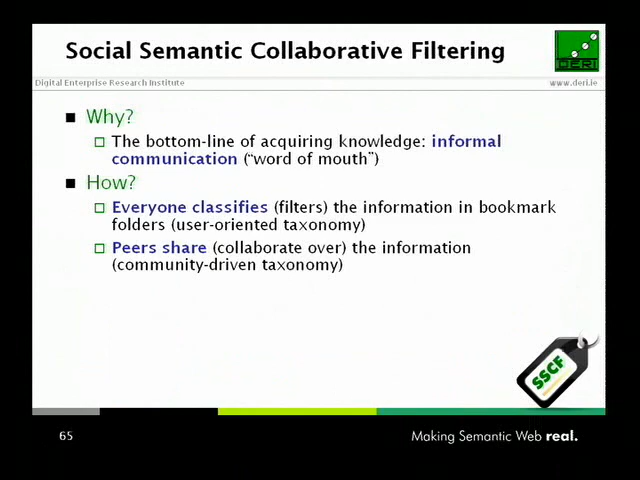 Social Semantic Collaborative Filtering
DERI
Digital Enterprise Research Institute
www.deri.ie
Why?
The bottom-line of acquiring knowledge: informal
communication ("word of mouth")
How?
Everyone classifies (filters) the information in bookmark
folders (user-oriented taxonomy)
Peers share (collaborate over) the information
(community-driven taxonomy)
SSCF
65
Making Semantic Web real.